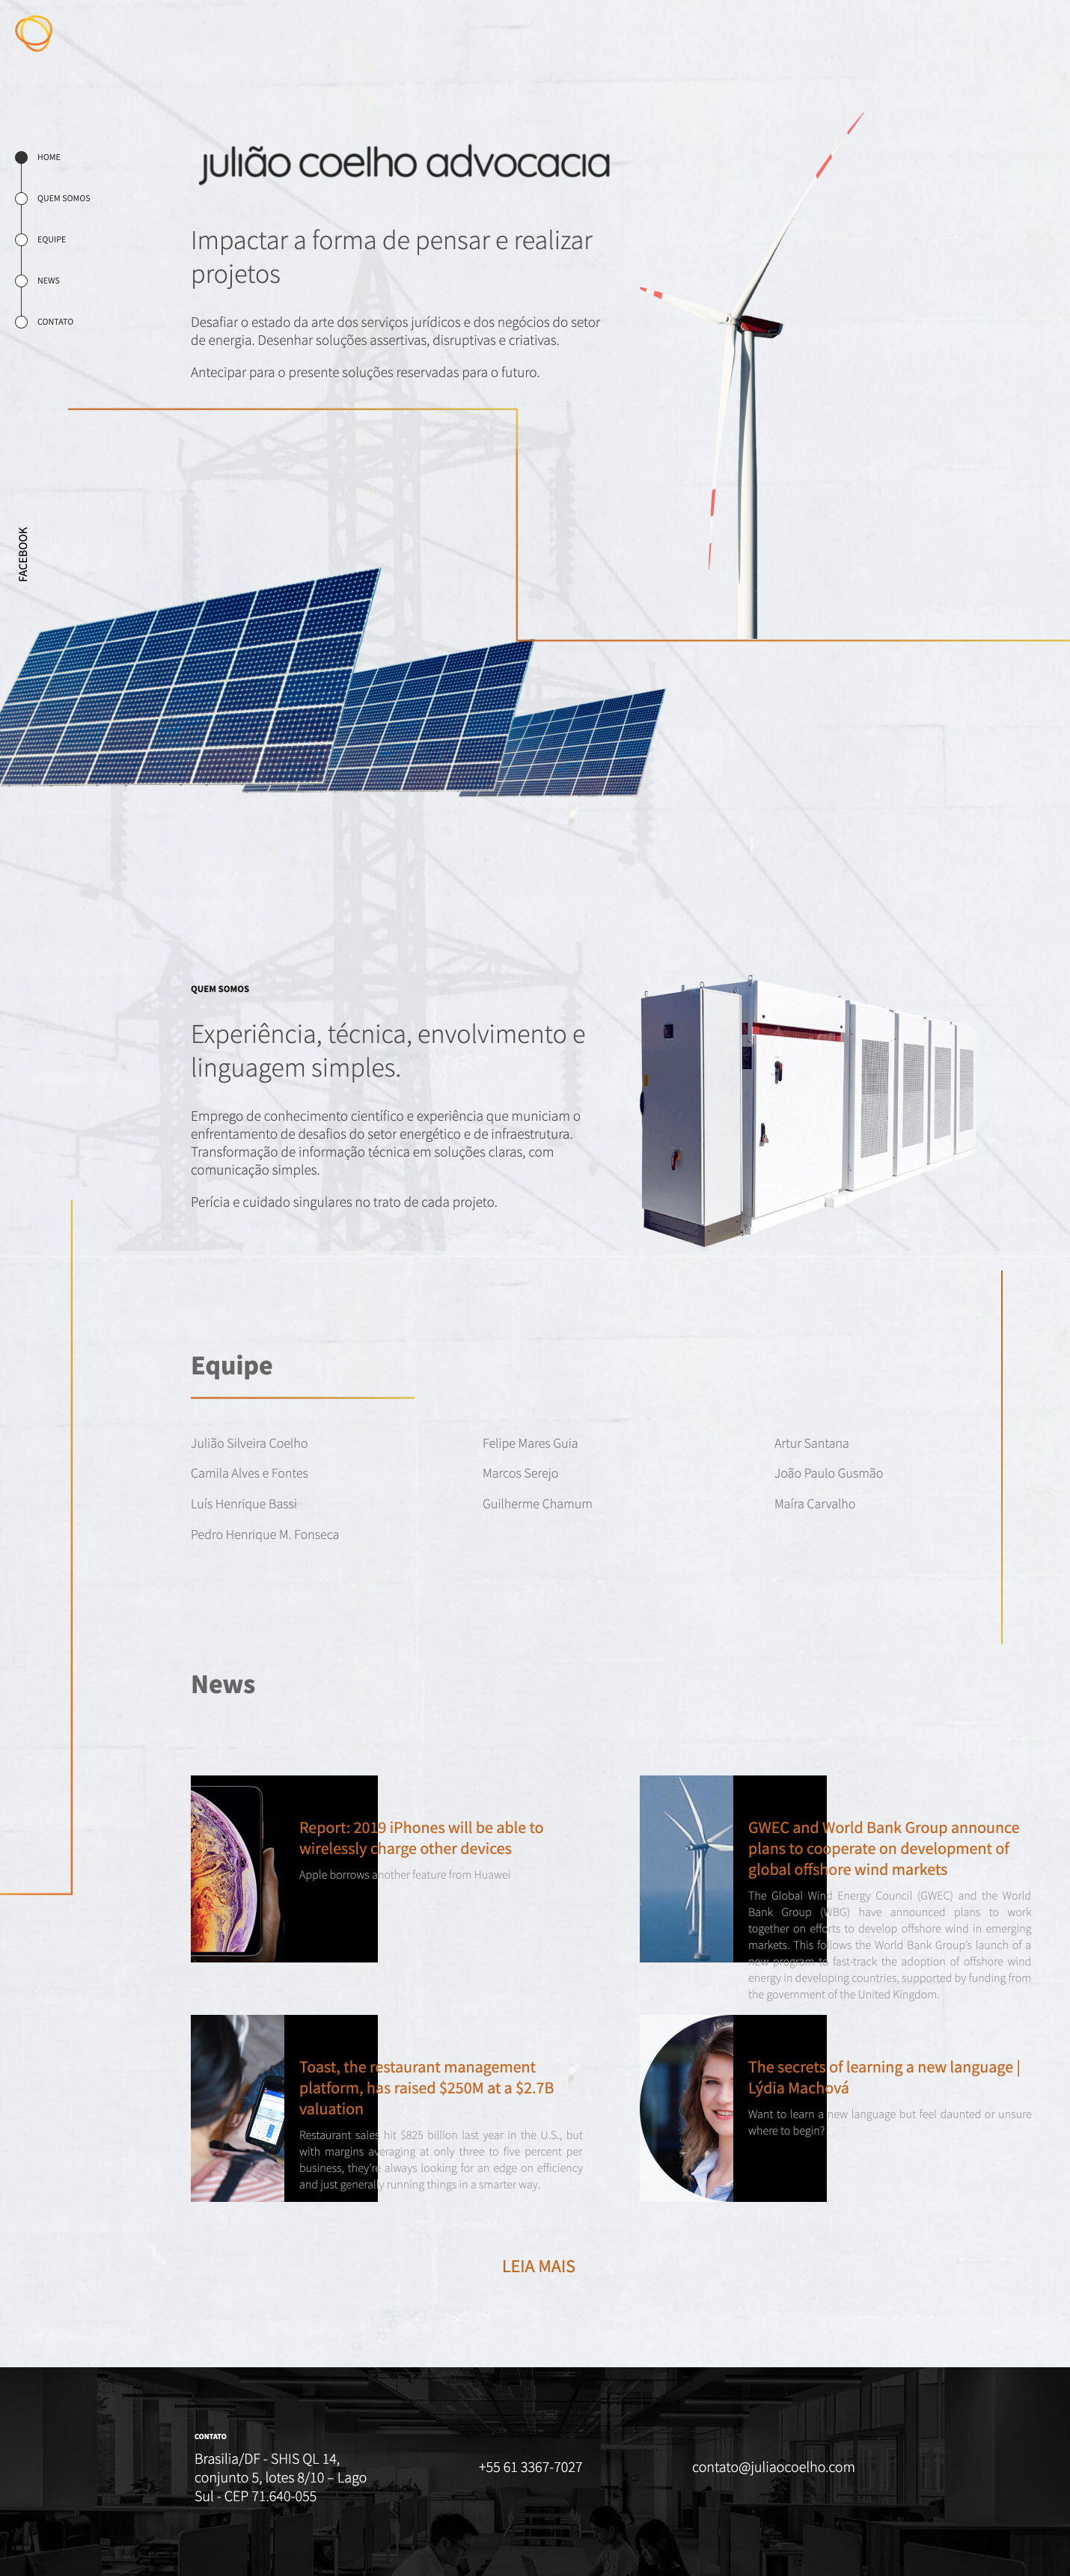 julião coelho advocacia
HOME
QUEM SOMOS
EQUIPE
NEWS
CONTATO
Impactar a forma de pensar e realizar
projetos
Desafiar o estado da arte dos serviços jurídicos e dos negócios do setor
de energia. Desenhar soluções assertivas, disruptivas e criativas.
Antecipar para o presente soluções reservadas para o futuro.
FACEBOOK
QUEM SOMOS
Experiência, técnica, envolvimento e
linguagem simples.
Emprego de conhecimento científico e experiência que municiam o
enfrentamento de desafios do setor energético e de infraestrutura.
Transformação de informação técnica em soluções claras, com
comunicação simples.
Perícia e cuidado singulares no trato de cada projeto.
Equipe
Julião Silveira Coelho
Felipe Mares Guia
Artur Santana
Camila Alves e Fontes
Marcos Serejo
João Paulo Gusmão
Luís Henrique Bassi
Guilherme Chamum
Maíra Carvalho
Pedro Henrique M. Fonseca
News
Report: 2019 iPhones will be able to
wirelessly charge other devices
Apple borrows another feature from Huawei
GWEC and World Bank Group announce
plans to cooperate on development of
global offshore wind markets
The Global Wind Energy Council (GWEC) and the World
Bank Group (WBG) have announced plans to work
together on efforts to develop offshore wind in emerging
markets. This follows the World Bank Group's launch of a
new program to fast-track the adoption of offshore wind
energy in developing countries, supported by funding from
the government of the United Kingdom.
Toast, the restaurant management
platform, has raised $250M at a $2.7B
valuation
Restaurant sales hit $825 billion last year in the U.S., but
with margins averaging at only three to five percent per
business, they're always looking for an edge on efficiency
and just generally running things in a smarter way.
The secrets of learning a new language |
Lýdia Machová
Want to learn a new language but feel daunted or unsure
where to begin?
LEIA MAIS
CONTATO
Brasilia/DF - SHIS QL 14,
conjunto 5, lotes 8/10 – Lago
Sul - CEP 71.640-055
+55 61 3367-7027
contato@juliaocoelho.com